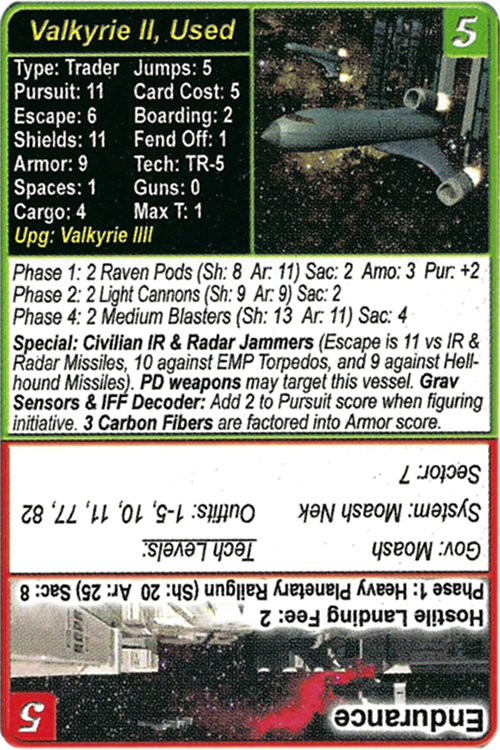 Valkyrie II, Used
5
Type: Trader Jumps: 5
Pursuit: 11 Card Cost: 5
Escape: 6 Boarding: 2
Shields: 11 Fend Off: 1
Armor: 9 Tech: TR-5
Spaces: 1 Guns: 0
Cargo: 4 Max T: 1
Upg: Valkyrie IIII
Phase 1: 2 Raven Pods (Sh: 8 Ar: 11) Sac: 2 Amo: 3 Pur: +2
Phase 2: 2 Light Cannons (Sh: 9 Ar: 9) Sac: 2
Phase 4: 2 Medium Blasters (Sh: 13 Ar: 11) Sac: 4
Special: Civilian IR & Radar Jammers (Escape is 11 vs IR &
Radar Missiles, 10 against EMP Torpedos, and 9 against Hell-
hound Missiles). PD weapons may target this vessel. Grav
Sensors & IFF Decoder: Add 2 to Pursuit score when figuring
initiative. 3 Carbon Fibers are factored into Armor score.
Endurance
5
Hostile Landing Fee: 2
Phase 1: Heavy Planetary Railgun (Sh: 20 Ar: 25) Sac: 8
Gov: Moash Tech Levels:
System: Moash Nek Outfits: 1-5, 10, 11, 77, 82
Sector: 7